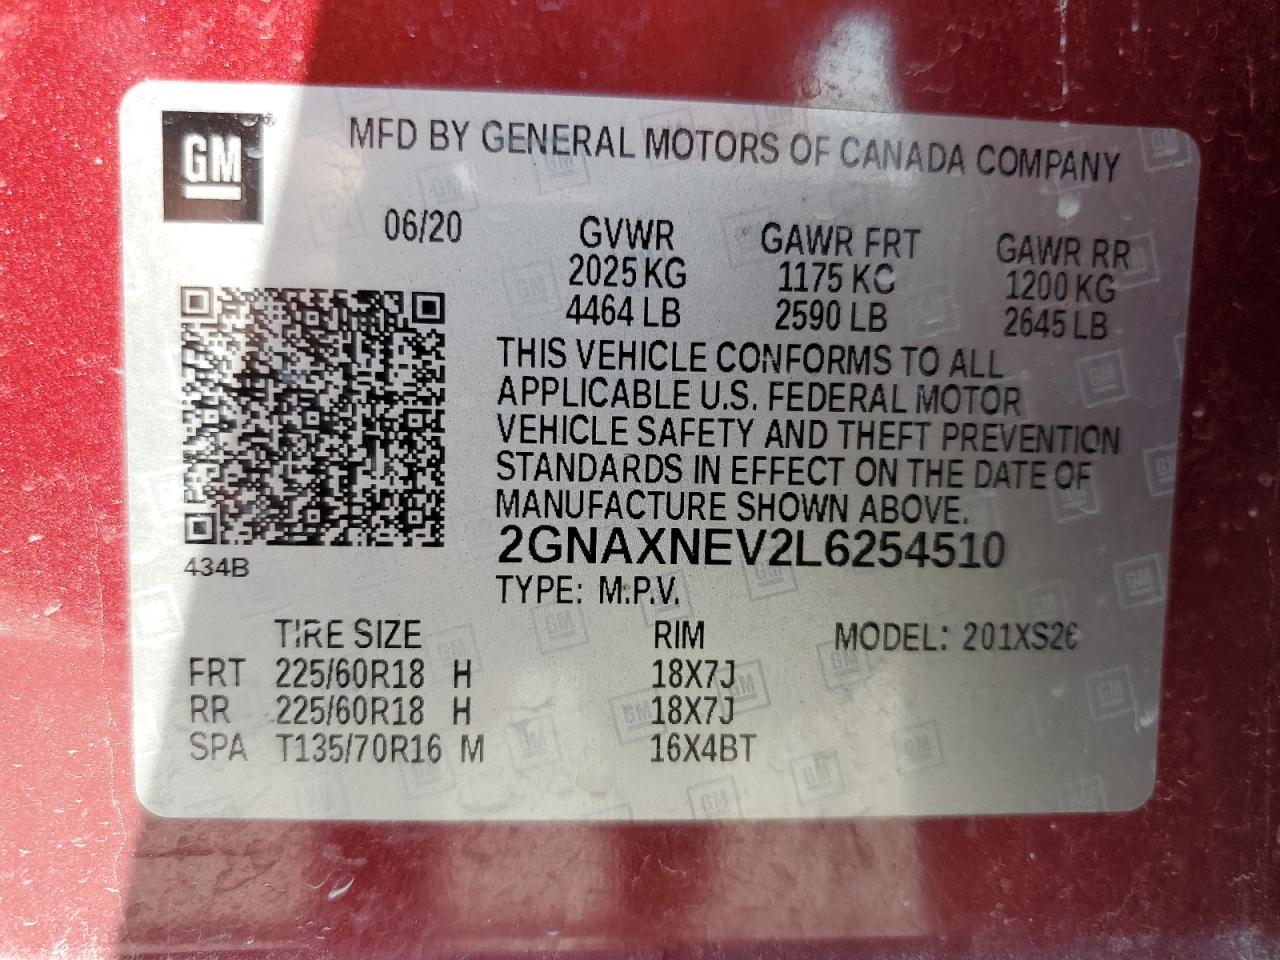 GM
MFD BY GENERAL MOTORS OF CANADA COMPANY
06/20 GVWR GAWR FRT GAWR RR
2025 KG 1175 KG 1200 KG
4464 LB 2590 LB 2645 LB
THIS VEHICLE CONFORMS TO ALL
APPLICABLE U.S. FEDERAL MOTOR
VEHICLE SAFETY AND THEFT PREVENTION
STANDARDS IN EFFECT ON THE DATE OF
MANUFACTURE SHOWN ABOVE.
2GNAXNEV2L6254510
434B
TYPE: M.P.V.
TIRE SIZE RIM MODEL: 201XS26
FRT 225/60R18 H 18X7J
RR 225/60R18 H 18X7J
SPA T135/70R16 M 16X4BT